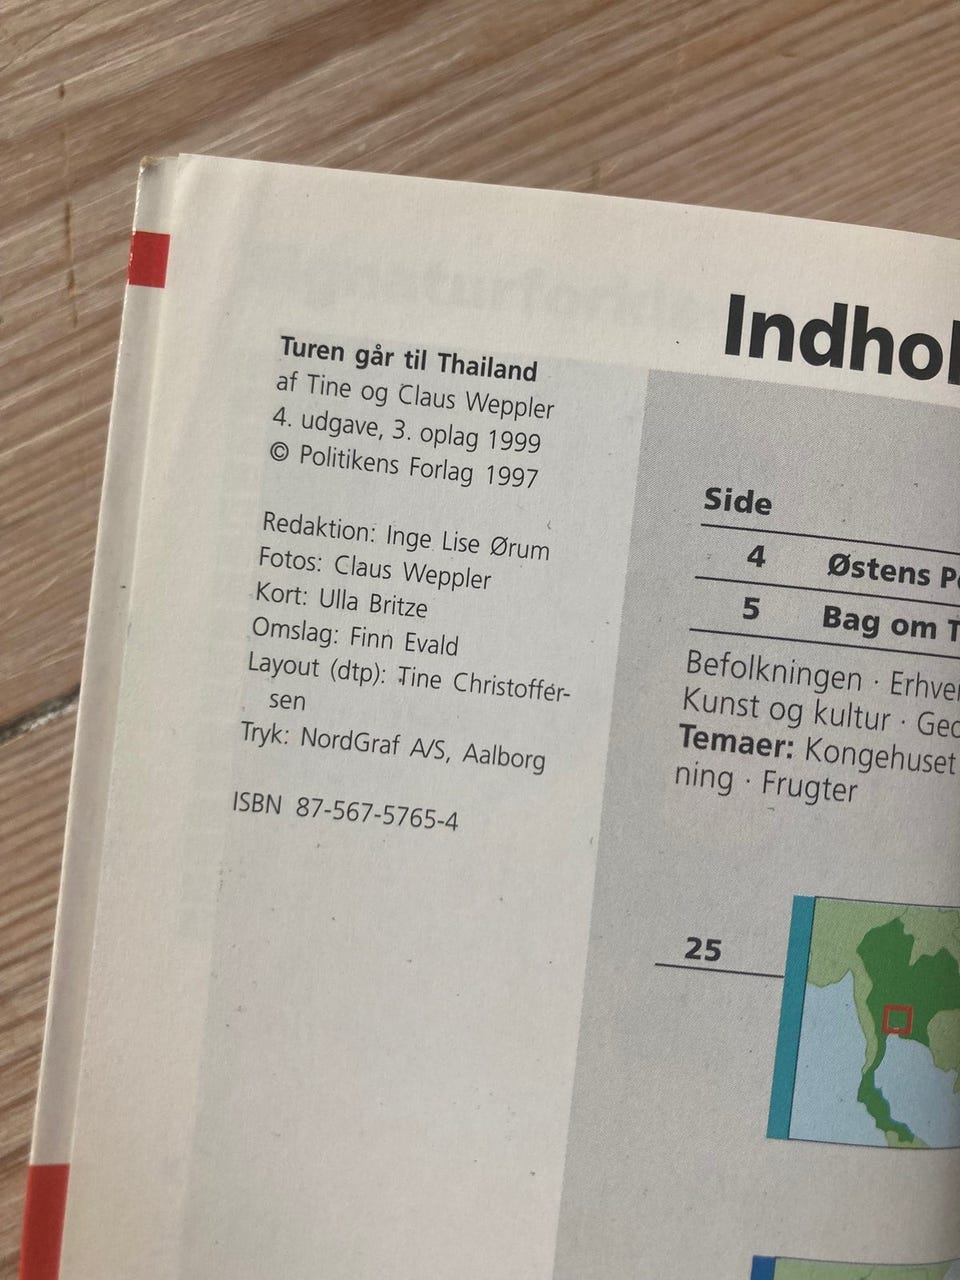 Turen går til Thailand
af Tine og Claus Weppler
4. udgave, 3. oplag 1999
© Politikens Forlag 1997
Redaktion: Inge Lise Ørum
Fotos: Claus Weppler
Kort: Ulla Britze
Omslag: Finn Evald
Layout (dtp): Tine Christoffer-
sen
Tryk: NordGraf A/S, Aalborg
ISBN 87-567-5765-4
Indhol
Side
4 Østens P
5 Bag om T
Befolkningen · Erhver
Kunst og kultur · Geo
Temaer: Kongehuset
ning · Frugter
25